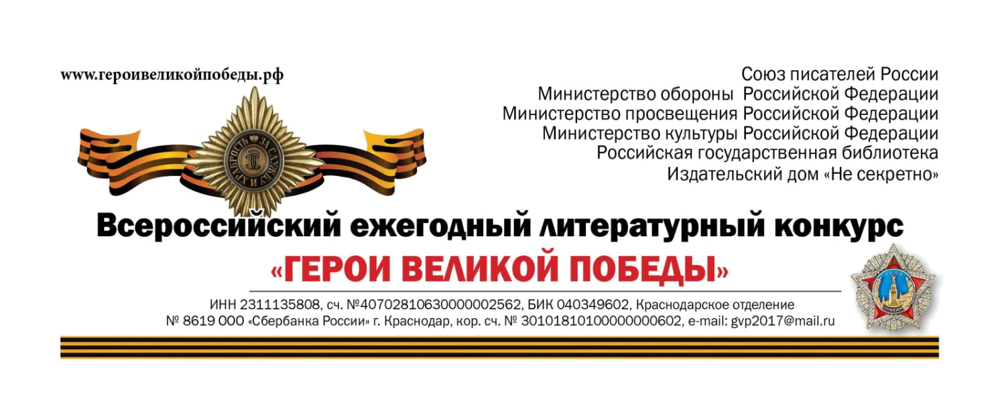 www.героивеликойпобеды.рф
Союз писателей России
Министерство обороны Российской Федерации
Министерство просвещения Российской Федерации
Министерство культуры Российской Федерации
Российская государственная библиотека
Издательский дом «Не секретно»
ЗА СЛУЖБУ И ХРАБРОСТЬ
Всероссийский ежегодный литературный конкурс
«ГЕРОИ ВЕЛИКОЙ ПОБЕДЫ»
СССР
ПОБЕДА
ИНН 2311135808, сч. №40702810630000002562, БИК 040349602, Краснодарское отделение
№ 8619 000 «Сбербанка России» г. Краснодар, кор. сч. № 30101810100000000602, e-mail: gvp2017@mail.ru